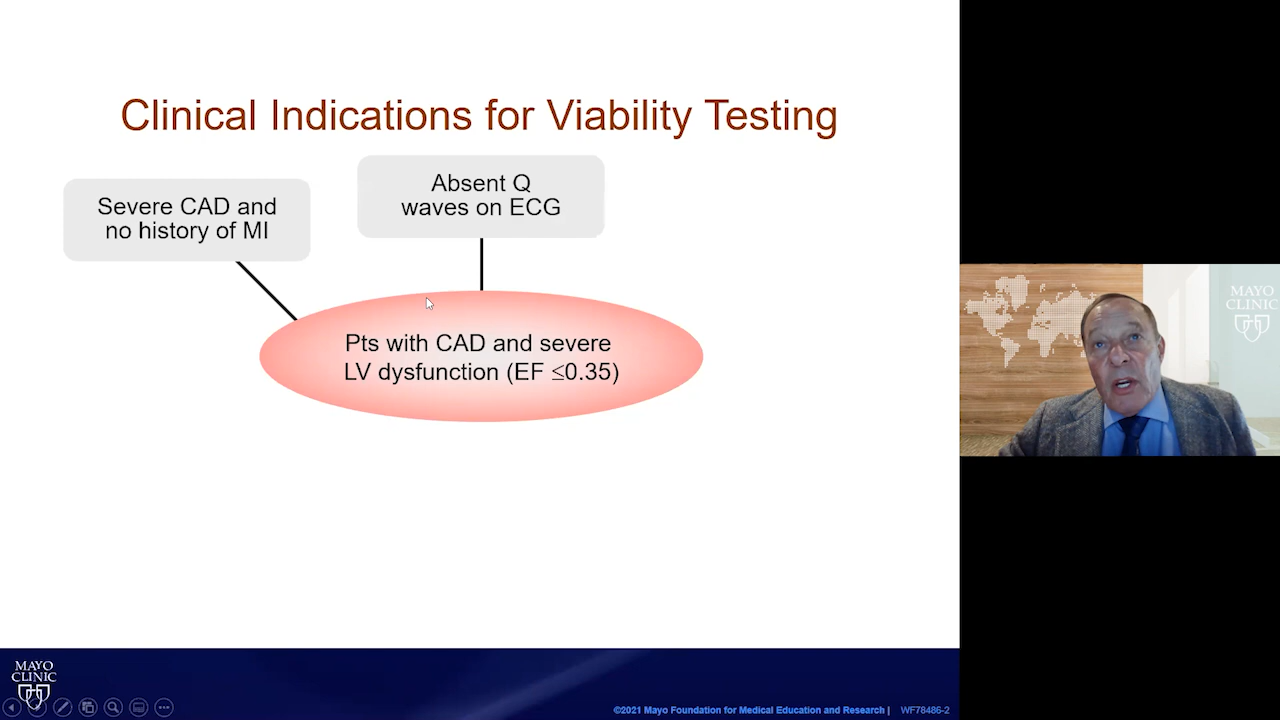 Clinical Indications for Viability Testing
Severe CAD and
no history of MI
Absent Q
waves on ECG
Pts with CAD and severe
LV dysfunction (EF ≤0.35)
MAYO
CLINIC
©2021 Mayo Foundation for Medical Education and Research | WF78486-2
MAYO
CLINIC